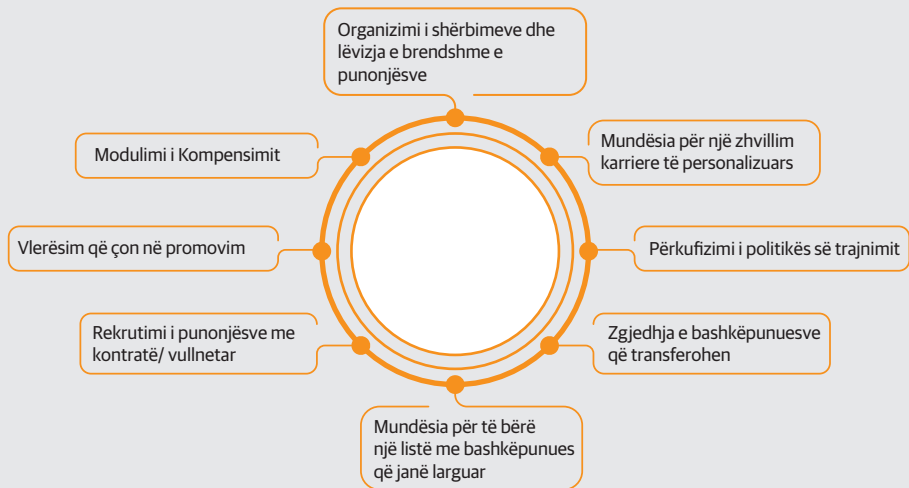 Organizimi i shërbimeve dhe
lëvizja e brendshme e
punonjësve
Modulimi i Kompensimit
Mundësia për një zhvillim
karriere të personalizuars
Vlerësim që çon në promovim
Përkufizimi i politikës së trajnimit
Rekrutimi i punonjësve me
kontratë/ vullnetar
Zgjedhja e bashkëpunuesve
që transferohen
Mundësia për të bërë
një listë me bashkëpunues
që janë larguar